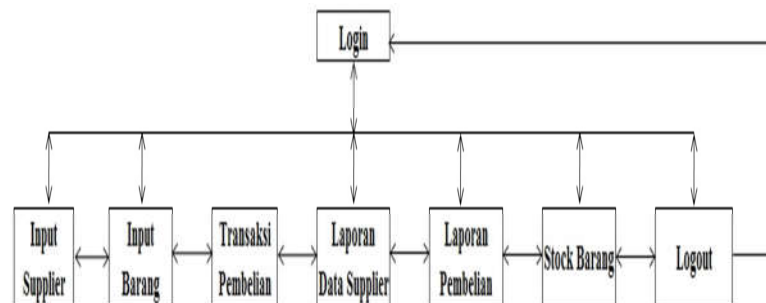 Login
Input
Supplier
Input
Barang
Transaksi
Pembelian
Laporan
Data Supplier
Laporan
Pembelian
Stock Barang
Logout